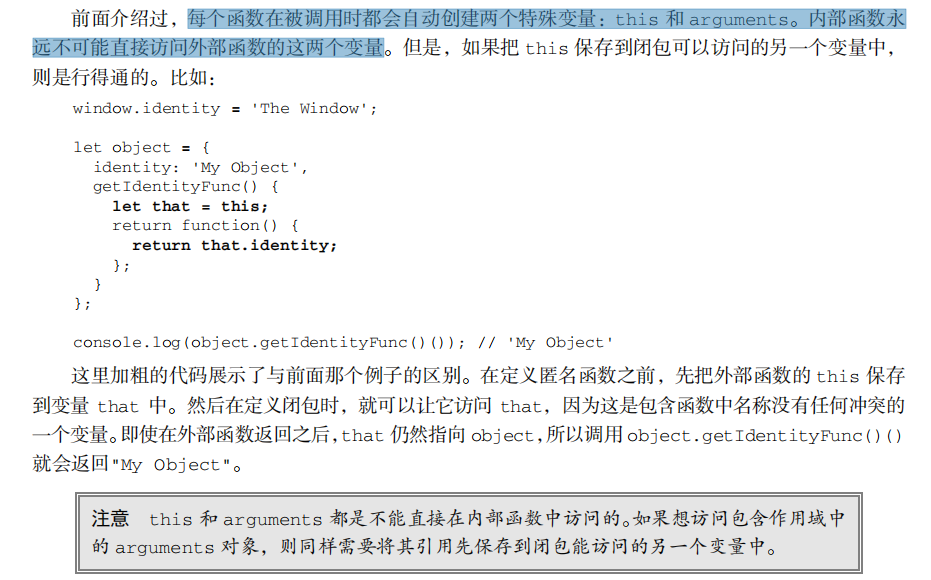 前面介绍过，每个函数在被调用时都会自动创建两个特殊变量：this 和 arguments。内部函数永
远不可能直接访问外部函数的这两个变量。但是，如果把 this 保存到闭包可以访问的另一个变量中，
则是行得通的。比如：
window.identity = 'The Window';
let object = {
identity: 'My Object',
getIdentityFunc() {
let that = this;
return function() {
return that.identity;
};
}
};
console.log(object.getIdentityFunc()()); // 'My Object'
这里加粗的代码展示了与前面那个例子的区别。在定义匿名函数之前，先把外部函数的 this 保存
到变量 that 中。然后在定义闭包时，就可以让它访问 that，因为这是包含函数中名称没有任何冲突的
一个变量。即使在外部函数返回之后，that 仍然指向 object，所以调用 object.getIdentityFunc()()
就会返回"My Object"。
注意 this 和 arguments 都是不能直接在内部函数中访问的。如果想访问包含作用域中
的 arguments 对象，则同样需要将其引用先保存到闭包能访问的另一个变量中。